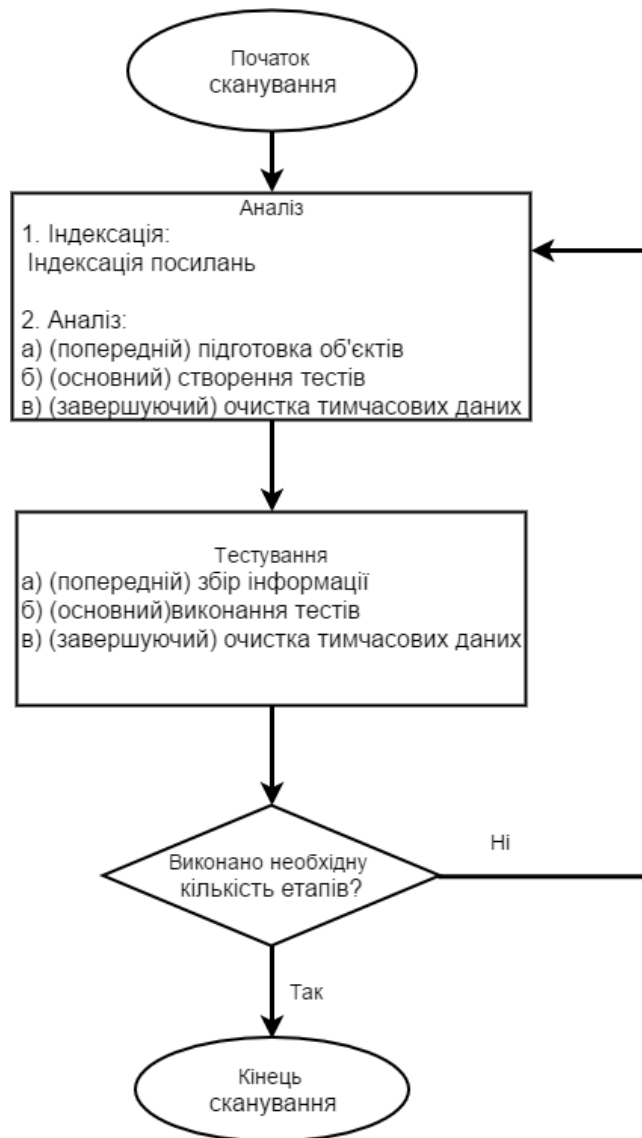 Початок
сканування
Аналіз
1. Індексація:
Індексація посилань
2. Аналіз:
а) (попередній) підготовка об'єктів
б) (основний) створення тестів
в) (завершуючий) очистка тимчасових даних
Тестування
а) (попередній) збір інформації
б) (основний)виконання тестів
в) (завершуючий) очистка тимчасових даних
Виконано необхідну
кількість етапів?
Ні
Так
Кінець
сканування